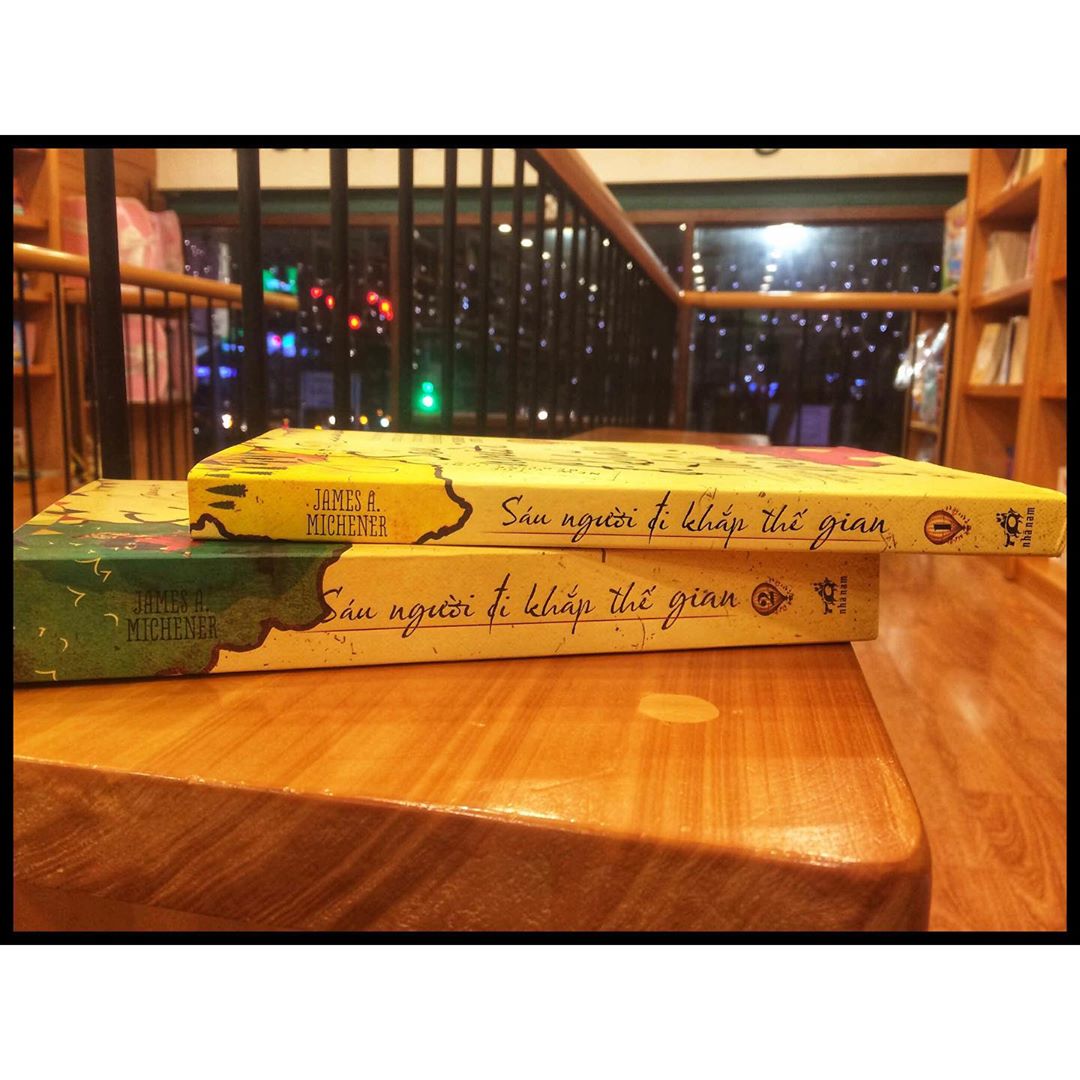 JAMES A.
MICHENER
Sáu người đi khắp thế gian
1
nhã nam
JAMES A.
MICHENER
Sáu người đi khắp thế gian
2
nhã nam